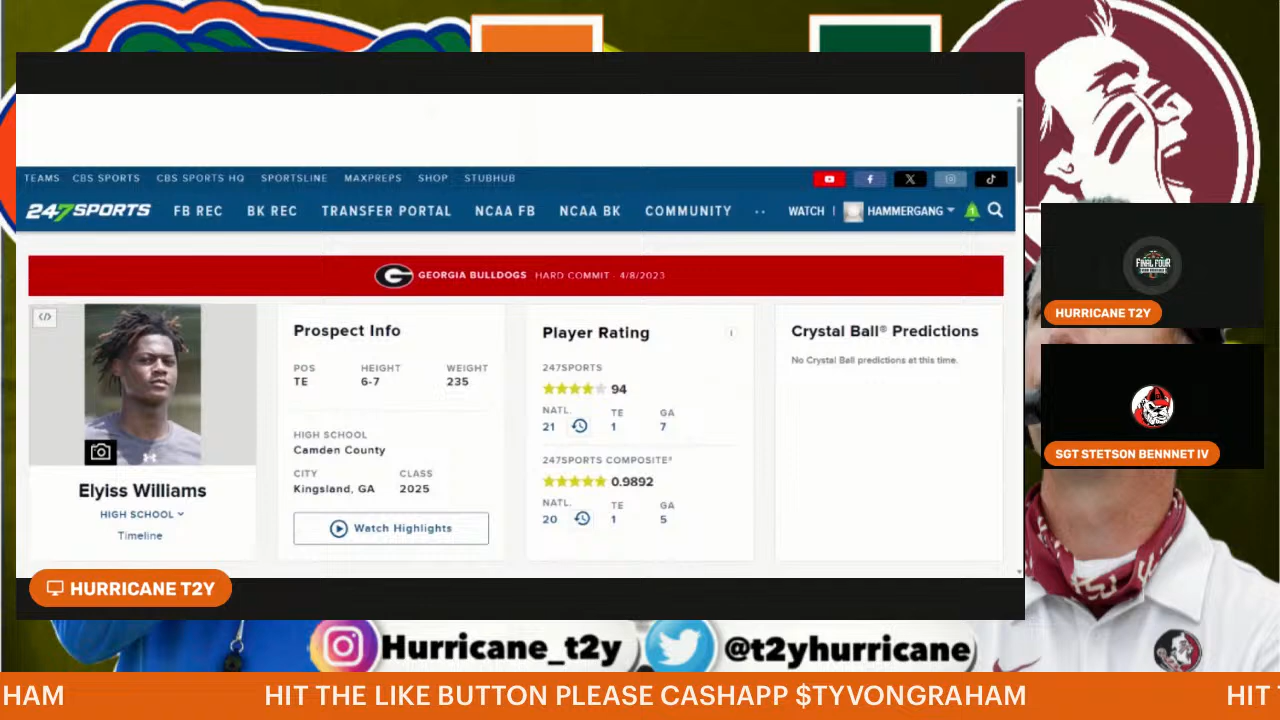 TEAMS CBS SPORTS CBS SPORTS HQ SPORTSLINE MAXPREPS SHOP STUBHUB
247SPORTS FB REC BK REC TRANSFER PORTAL NCAA FB NCAA BK COMMUNITY ·· WATCH | HAMMERGANG 1
G GEORGIA BULLDOGS HARD COMMIT - 4/8/2023
</>
Elyiss Williams
HIGH SCHOOL
Timeline
Prospect Info
POS HEIGHT WEIGHT
TE 6-7 235
HIGH SCHOOL
Camden County
CITY CLASS
Kingsland, GA 2025
Watch Highlights
Player Rating
247SPORTS
94
NATL. TE GA
21 1 7
247SPORTS COMPOSITE®
0.9892
NATL. TE GA
20 1 5
Crystal Ball® Predictions
No Crystal Ball predictions at this time.
FINAL FOUR
HURRICANE T2Y
SGT STETSON BENNNET IV
HURRICANE T2Y
Hurricane_t2y @t2yhurricane
HAM HIT THE LIKE BUTTON PLEASE CASHAPP $TYVONGRAHAM HIT